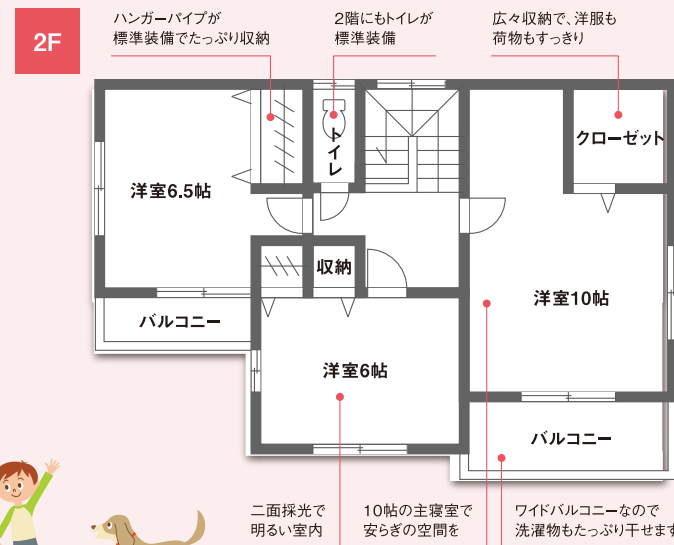 2F
ハンガーパイプが
標準装備でたっぷり収納
2階にもトイレが
標準装備
広々収納で、洋服も
荷物もすっきり
トイレ
クローゼット
洋室6.5帖
収納
洋室10帖
バルコニー
洋室6帖
バルコニー
二面採光で
明るい室内
10帖の主寝室で
安らぎの空間を
ワイドバルコニーなので
洗濯物もたっぷり干せます